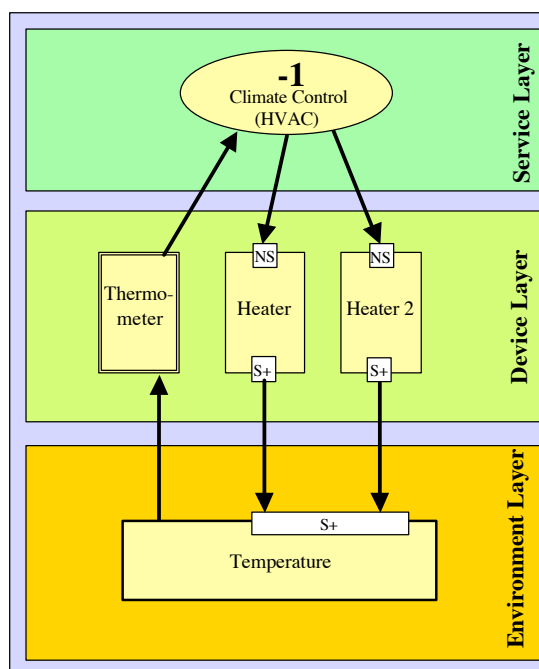 -1
Climate Control
(HVAC)
Service Layer
NS
NS
Thermo-
meter
Heater
Heater 2
S+
S+
Device Layer
S+
Temperature
Environment Layer